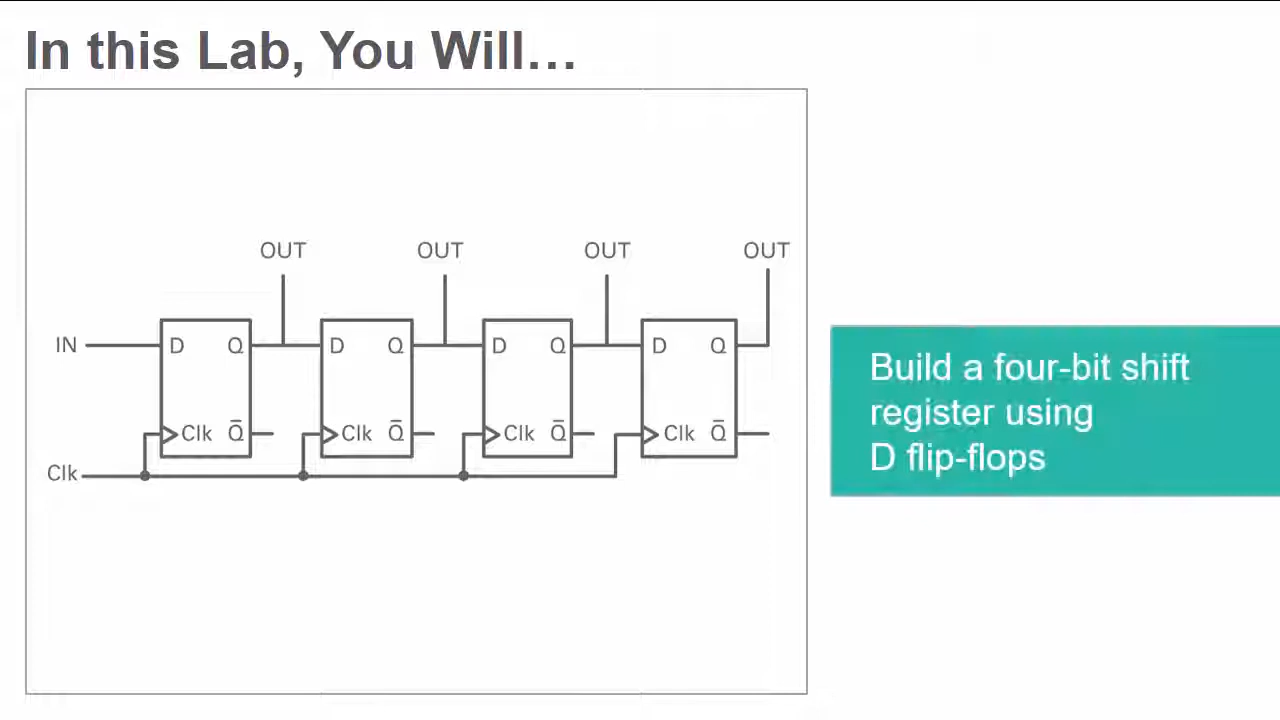 In this Lab, You Will…
OUT OUT OUT OUT
IN D Q D Q D Q D Q
Clk Q̅ Clk Q̅ Clk Q̅ Clk Q̅
Clk
Build a four-bit shift
register using
D flip-flops